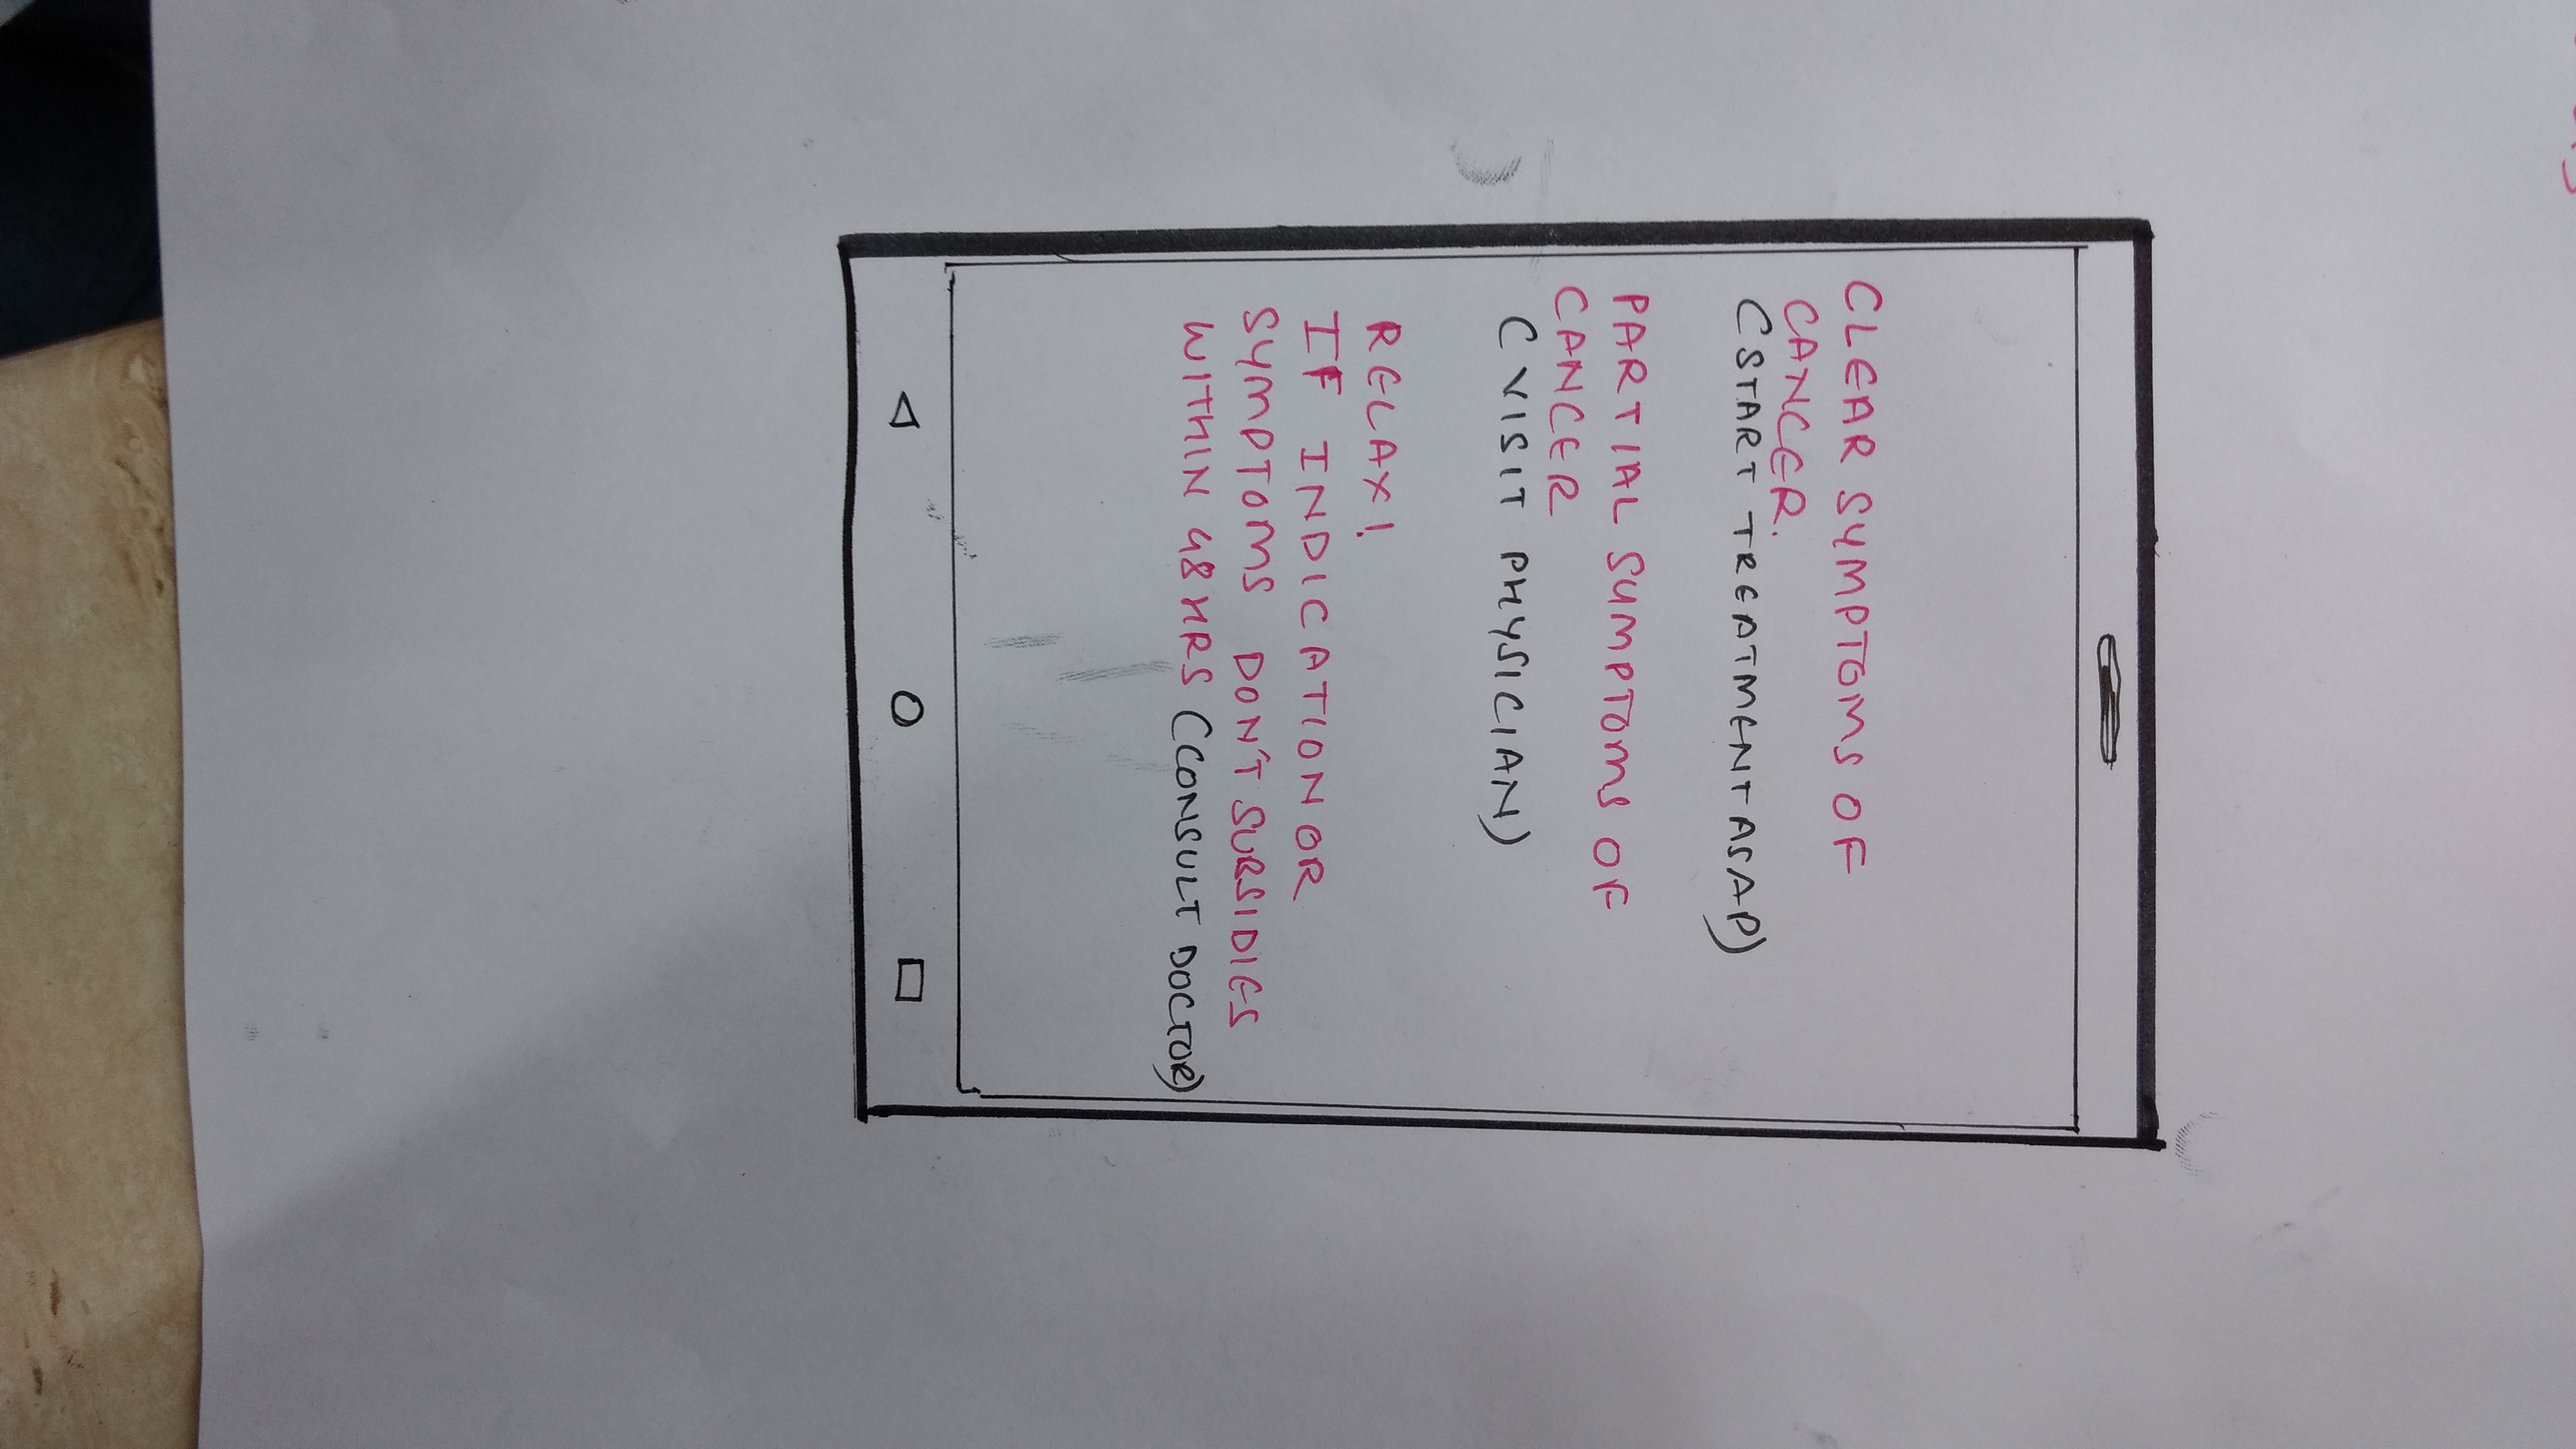 CLEAR SYMPTOMS OF
CANCER.
(START TREATMENT ASAP)
PARTIAL SYMPTOMS OF
CANCER
(VISIT PHYSICIAN)
RELAX!
IF INDICATION OR
SYMPTOMS DON'T SUBSIDIES
WITHIN 48 HRS (CONSULT DOCTOR)